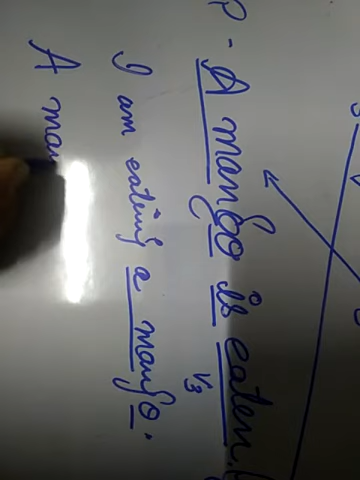 P - A mango is eaten.
V3
I am eating a mango.
A man